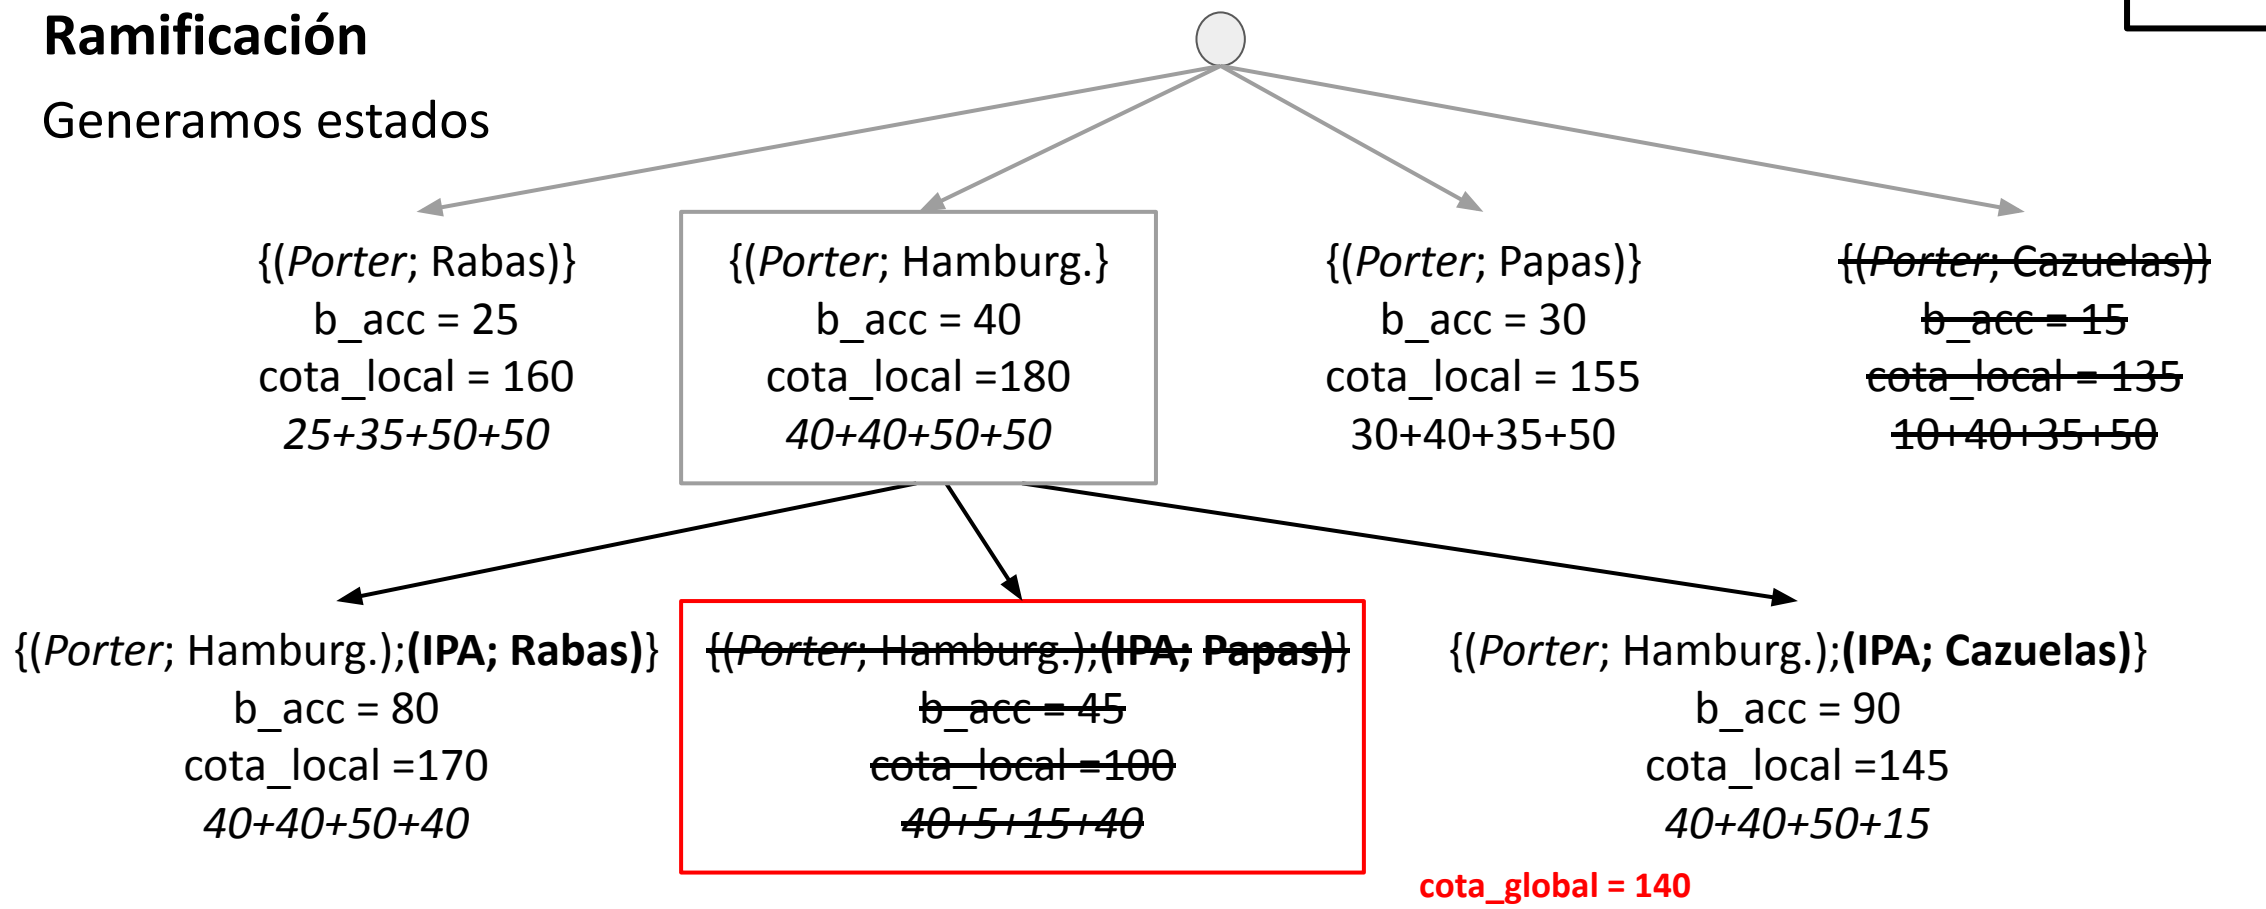 Ramificación
Generamos estados
{(Porter; Rabas)}
b_acc = 25
cota_local = 160
25+35+50+50
{(Porter; Hamburg.}
b_acc = 40
cota_local =180
40+40+50+50
{(Porter; Papas)}
b_acc = 30
cota_local = 155
30+40+35+50
{(Porter; Cazuelas)}
b_acc = 15
cota_local = 135
10+40+35+50
{(Porter; Hamburg.);(IPA; Rabas)}
b_acc = 80
cota_local =170
40+40+50+40
{(Porter; Hamburg.);(IPA; Papas)}
b_acc = 45
cota_local =100
40+5+15+40
{(Porter; Hamburg.);(IPA; Cazuelas)}
b_acc = 90
cota_local =145
40+40+50+15
cota_global = 140